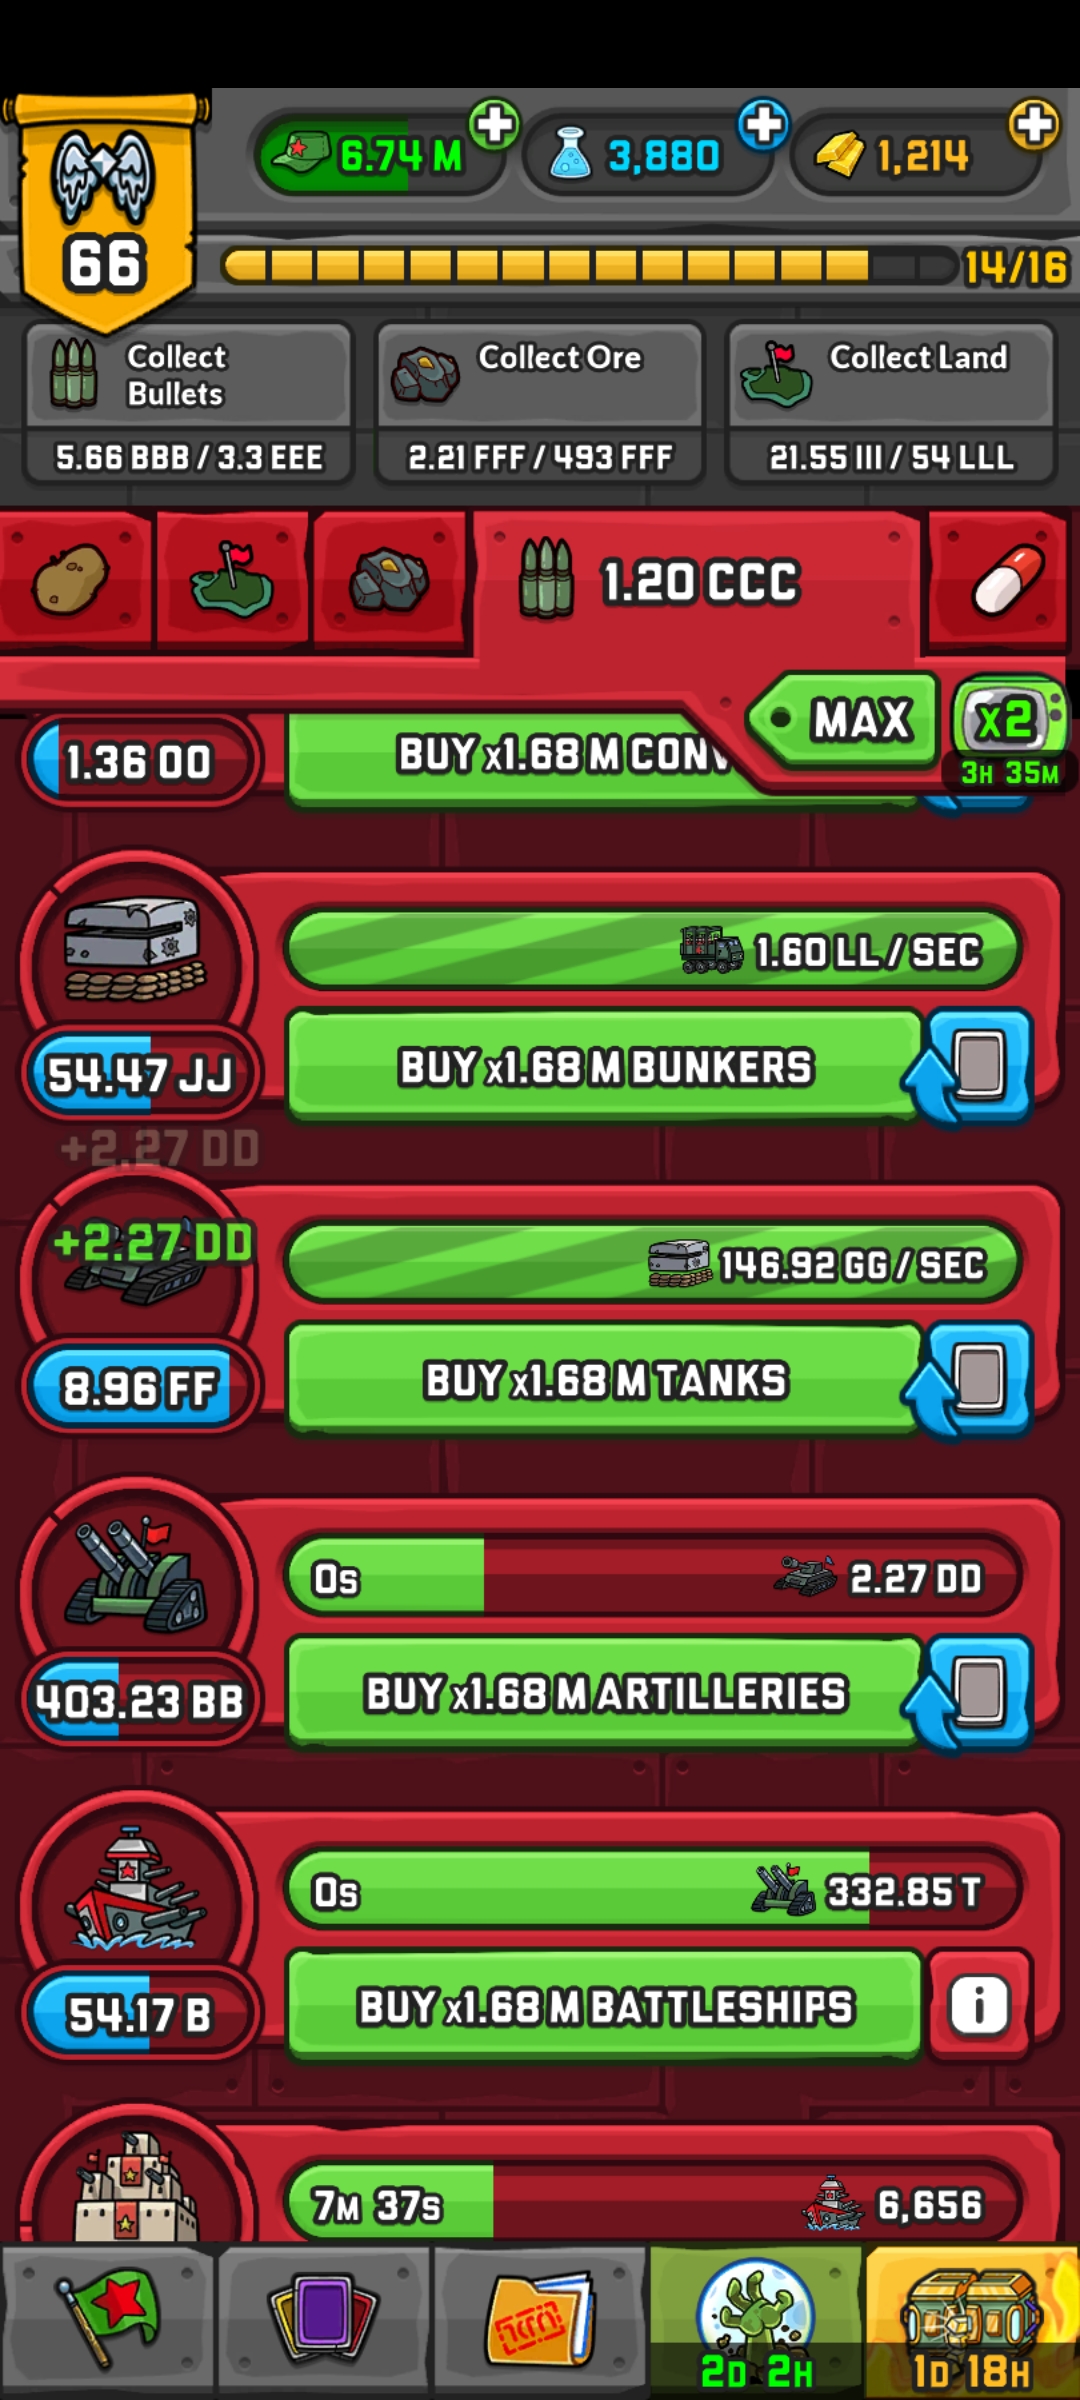 6.74 M
3,880
1,214
66
14/16
Collect
Bullets
5.66 BBB / 3.3 EEE
Collect Ore
2.21 FFF / 493 FFF
Collect Land
21.55 III / 54 LLL
1.20 CCC
MAX
x2
3H 35M
1.36 OO
BUY x1.68 M CONV
1.60 LL / SEC
54.47 JJ
BUY x1.68 M BUNKERS
+2.27 DD
+2.27 DD
146.92 GG / SEC
8.96 FF
BUY x1.68 M TANKS
0s
2.27 DD
403.23 BB
BUY x1.68 M ARTILLERIES
0s
332.85 T
54.17 B
BUY x1.68 M BATTLESHIPS
i
7M 37s
6,656
2D 2H
1D 18H